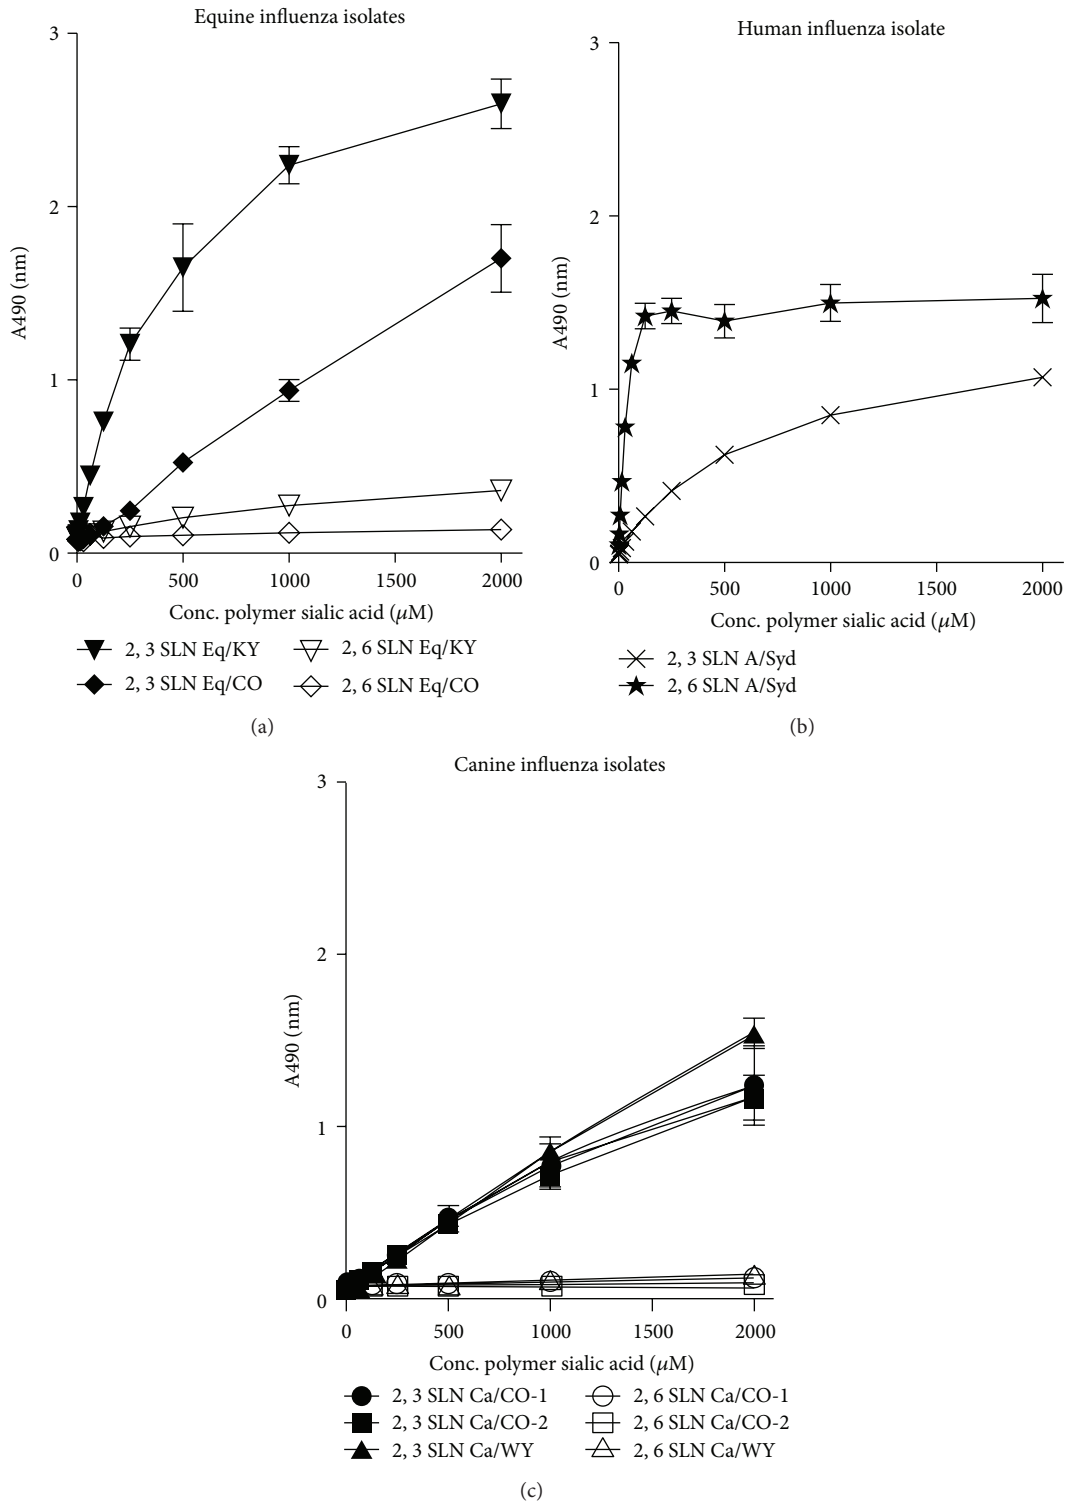 Equine influenza isolates
3
2
1
0
A490 (nm)
0 500 1000 1500 2000
Conc. polymer sialic acid (μM)
2, 3 SLN Eq/KY 2, 6 SLN Eq/KY
2, 3 SLN Eq/CO 2, 6 SLN Eq/CO
(a)
Human influenza isolate
3
2
1
0
A490 (nm)
0 500 1000 1500 2000
Conc. polymer sialic acid (μM)
2, 3 SLN A/Syd
2, 6 SLN A/Syd
(b)
Canine influenza isolates
3
2
1
0
A490 (nm)
0 500 1000 1500 2000
Conc. polymer sialic acid (μM)
2, 3 SLN Ca/CO-1 2, 6 SLN Ca/CO-1
2, 3 SLN Ca/CO-2 2, 6 SLN Ca/CO-2
2, 3 SLN Ca/WY 2, 6 SLN Ca/WY
(c)